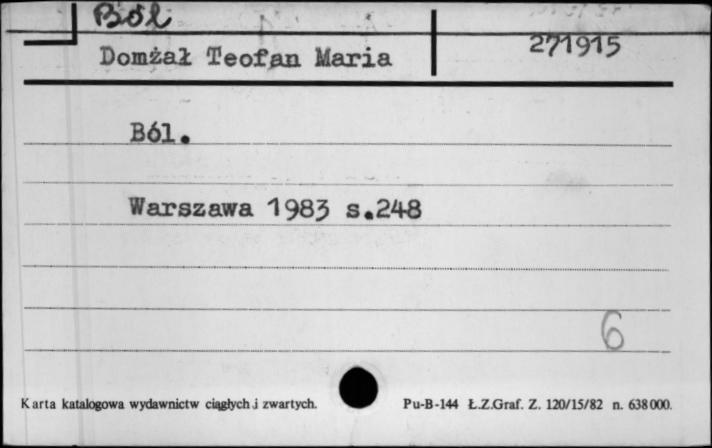 Ból
Domżał Teofan Maria
271915
Ból.
Warszawa 1983 s.248
6
Karta katalogowa wydawnictw ciągłych i zwartych.
Pu-B-144 Ł.Z.Graf. Z. 120/15/82 n. 638000.